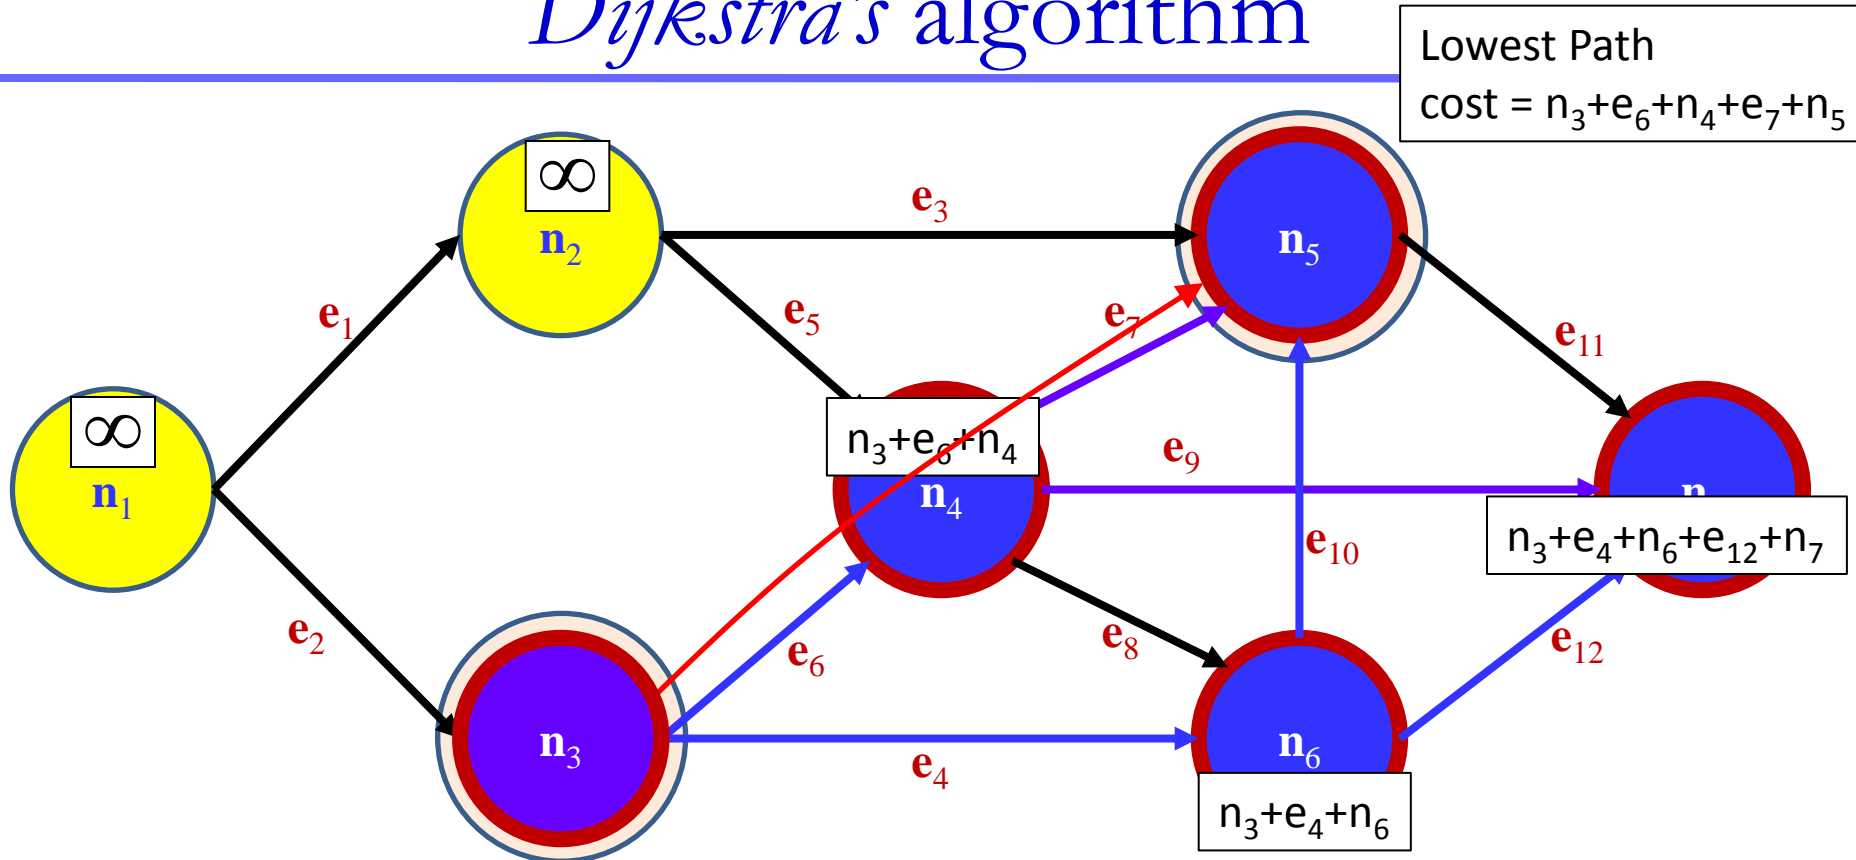 Dijkstra's algorithm
Lowest Path
cost = n₃+e₆+n₄+e₇+n₅
∞
n₂
e₃
n₅
e₁
e₅
e₇
e₁₁
∞
n₁
n₃+e₆+n₄
n₄
e₉
n
n₃+e₄+n₆+e₁₂+n₇
e₁₀
e₂
e₆
e₈
e₁₂
n₃
e₄
n₆
n₃+e₄+n₆